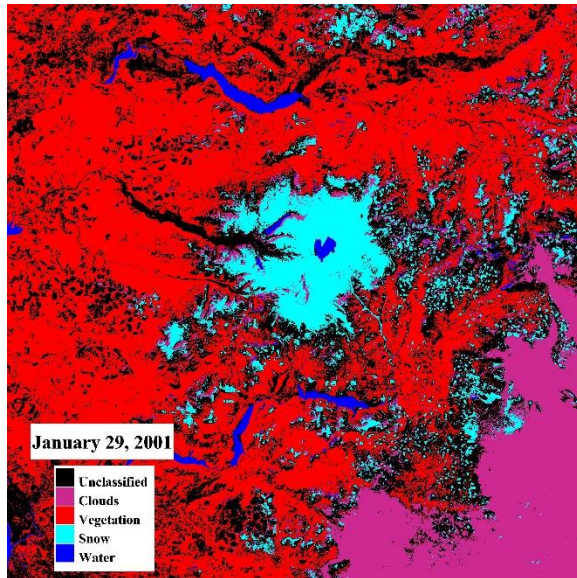 January 29, 2001
Unclassified
Clouds
Vegetation
Snow
Water